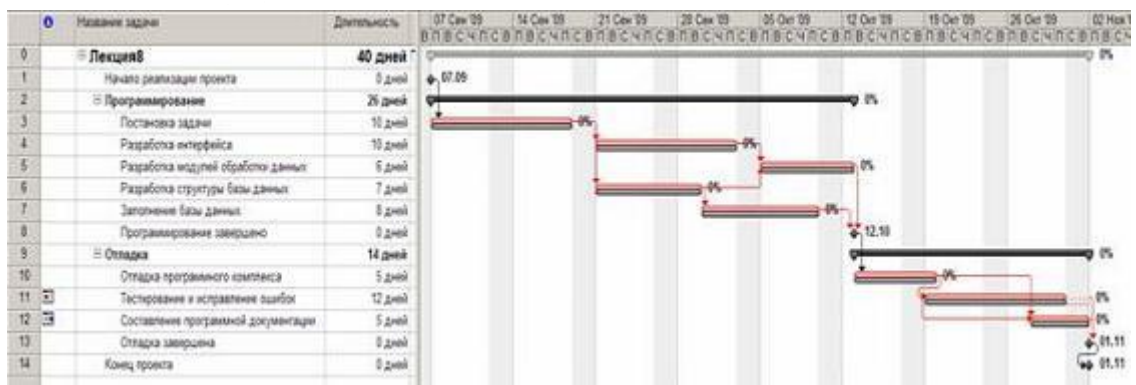 Название задачи Длительность 07 Сен '09 14 Сен '09 21 Сен '09 28 Сен '09 05 Окт '09 12 Окт '09 19 Окт '09 26 Окт '09 02 Ноя
0 Лекция8 40 дней 0%
1 Начало реализации проекта 0 дней 07.09
2 Программирование 26 дней 0%
3 Постановка задачи 10 дней 0%
4 Разработка интерфейса 10 дней 0%
5 Разработка модулей обработки данных 6 дней 0%
6 Разработка структуры базы данных 7 дней 0%
7 Заполнение базы данных 8 дней 0%
8 Программирование завершено 0 дней 12.10
9 Отладка 14 дней 0%
10 Отладка программного комплекса 5 дней 0%
11 Тестирование и исправление ошибок 12 дней 0%
12 Составление программной документации 5 дней 0%
13 Отладка завершена 0 дней 01.11
14 Конец проекта 0 дней 01.11